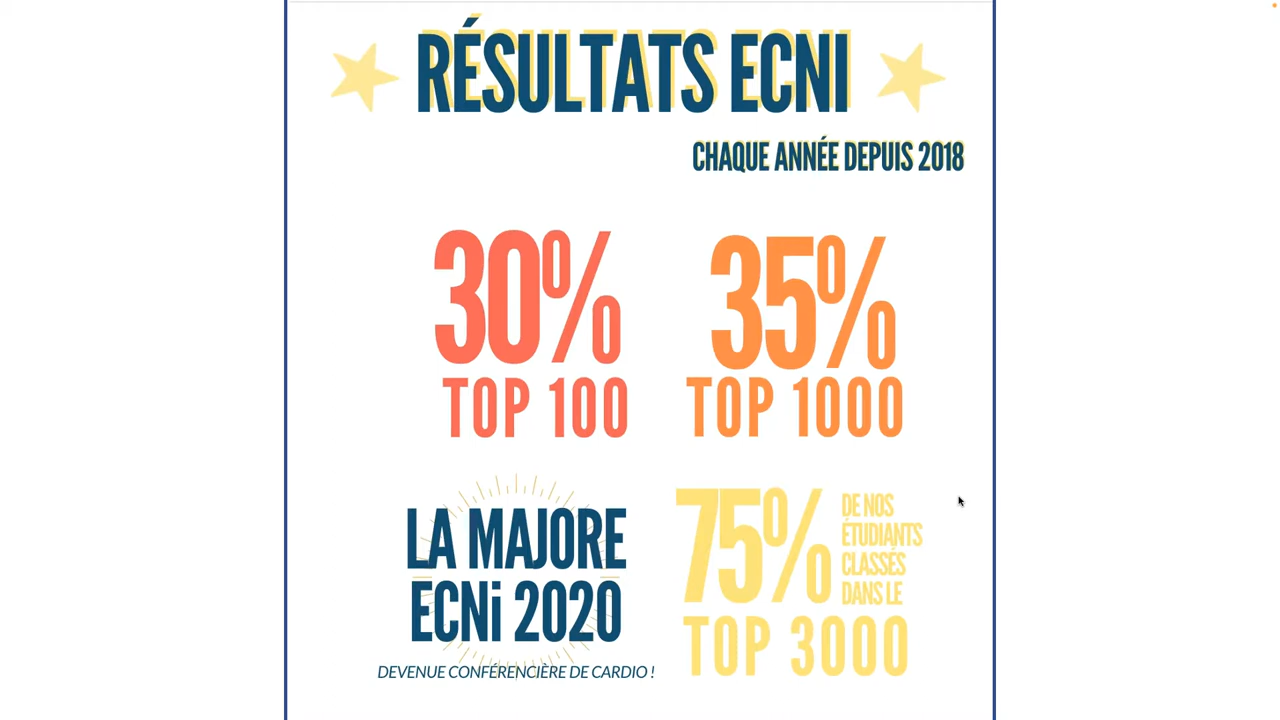 RÉSULTATS ECNI
CHAQUE ANNÉE DEPUIS 2018
30%
TOP 100
35%
TOP 1000
LA MAJORE
ECNi 2020
DEVENUE CONFÉRENCIÈRE DE CARDIO !
75%
DE NOS
ÉTUDIANTS
CLASSÉS
DANS LE
TOP 3000